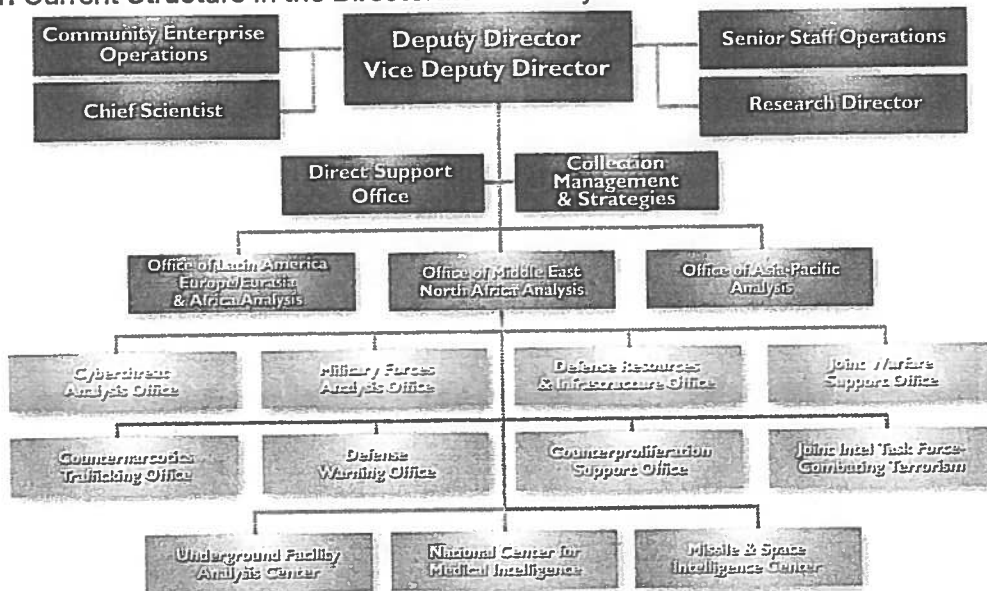 Current Structure in the Director
Community Enterprise
Operations
Deputy Director
Vice Deputy Director
Senior Staff Operations
Chief Scientist
Research Director
Direct Support
Office
Collection
Management
& Strategies
Office of Latin America
Europe/Eurasia
& Africa Analysis
Office of Middle East
North Africa Analysis
Office of Asia-Pacific
Analysis
Cyberthreat
Analysis Office
Military Forces
Analysis Office
Defense Resources
& Infrastructure Office
Joint Warfare
Support Office
Counternarcotics
Trafficking Office
Defense
Warning Office
Counterproliferation
Support Office
Joint Intel Task Force-
Combating Terrorism
Underground Facility
Analysis Center
National Center for
Medical Intelligence
Missile & Space
Intelligence Center